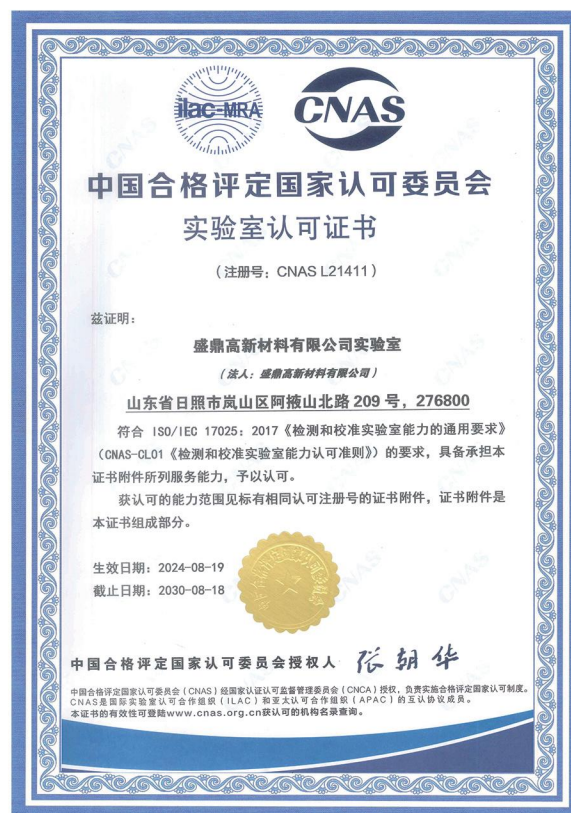 ilac-MRA
CNAS
中国合格评定国家认可委员会
实验室认可证书
（注册号：CNAS L21411）
兹证明：
盛鼎高新材料有限公司实验室
（法人：盛鼎高新材料有限公司）
山东省日照市岚山区阿掖山北路 209 号，276800
符合 ISO/IEC 17025：2017《检测和校准实验室能力的通用要求》
（CNAS-CL01《检测和校准实验室能力认可准则》）的要求，具备承担本
证书附件所列服务能力，予以认可。
获认可的能力范围见标有相同认可注册号的证书附件，证书附件是
本证书组成部分。
生效日期：2024-08-19
截止日期：2030-08-18
中国合格评定国家认可委员会授权人 张朝华
中国合格评定国家认可委员会（CNAS）经国家认证认可监督管理委员会（CNCA）授权，负责实施合格评定国家认可制度。
CNAS是国际实验室认可合作组织（ILAC）和亚太认可合作组织（APAC）的互认协议成员。
本证书的有效性可登陆www.cnas.org.cn获认可的机构名录查询。